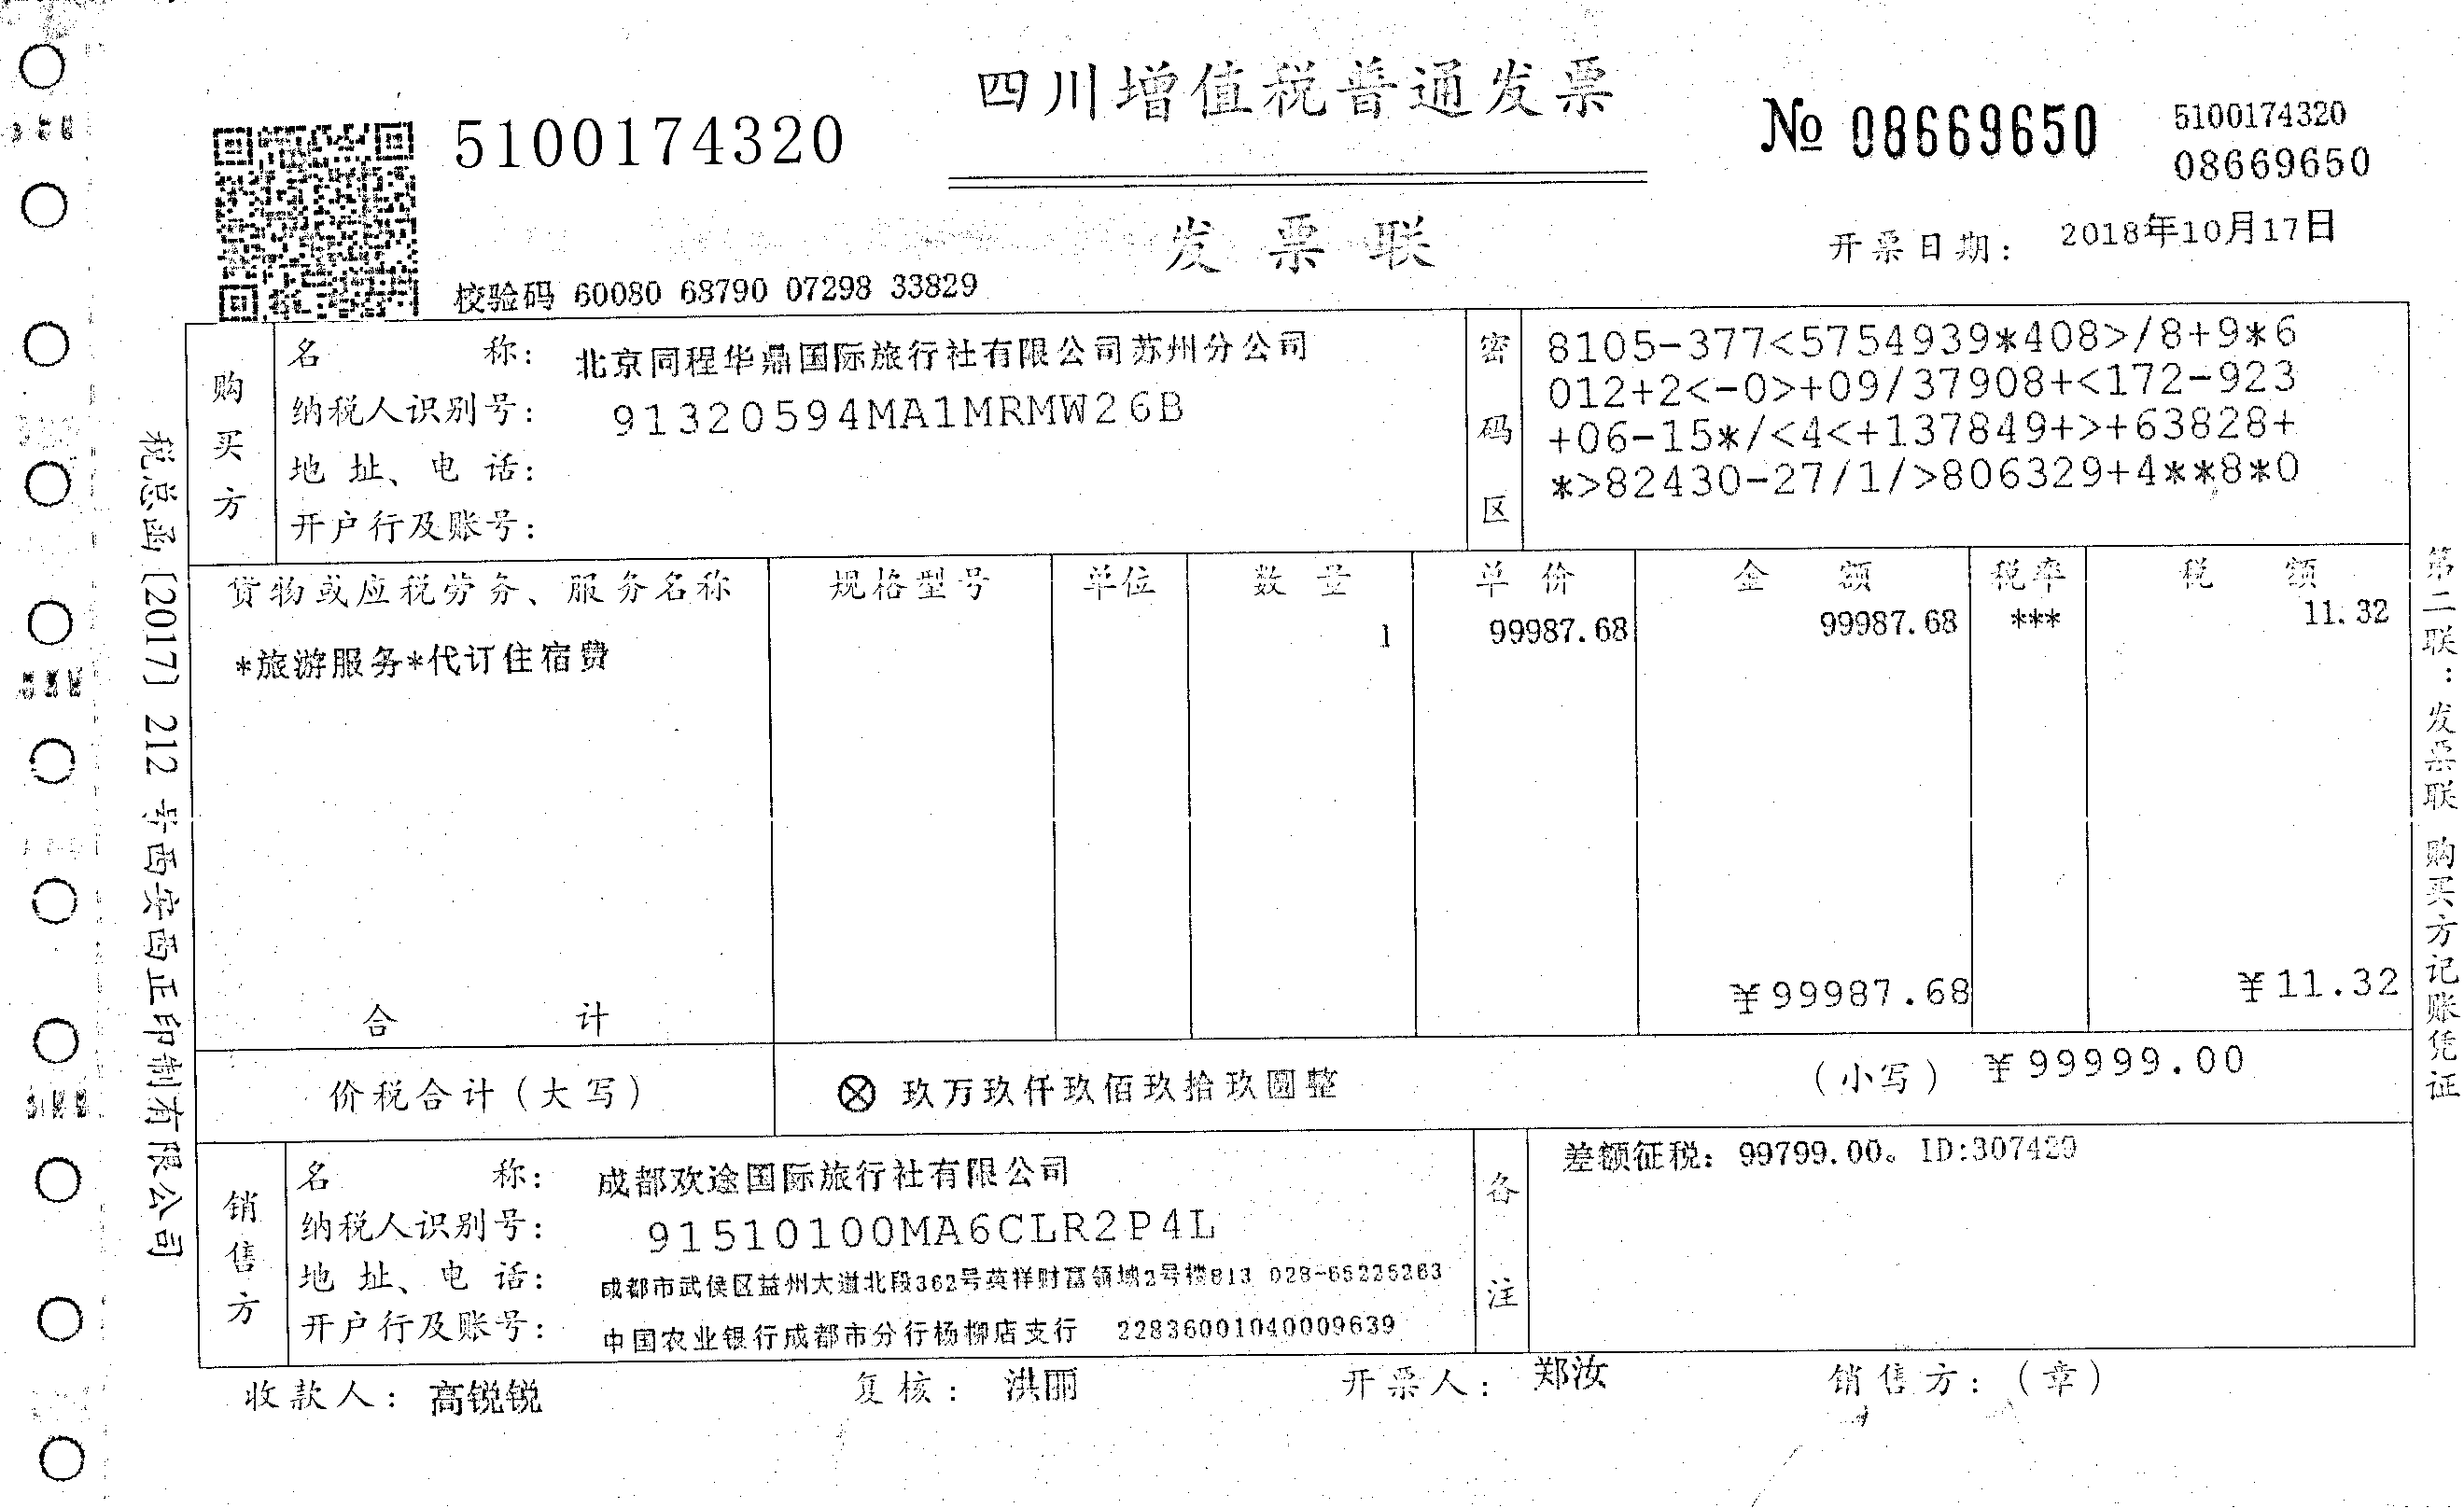 四川增值税普通发票
5100174320
№ 08669650
5100174320
08669650
发票联
开票日期: 2018年10月17日
校验码 60080 68790 07298 33829
购买方
名称: 北京同程华鼎国际旅行社有限公司苏州分公司
纳税人识别号: 91320594MA1MRMW26B
地址、电话:
开户行及账号:
密码区
8105-377<5754939*408>/8+9*6
012+2<-0>+09/37908+<172-923
+06-15*/<4<+137849+>+63828+
*>82430-27/1/>806329+4**8*0
货物或应税劳务、服务名称 规格型号 单位 数量 单价 金额 税率 税额
*旅游服务*代订住宿费 1 99987.68 99987.68 *** 11.32
合计 ¥99987.68 ¥11.32
价税合计(大写) ⊗ 玖万玖仟玖佰玖拾玖圆整 (小写) ¥99999.00
销售方
名称: 成都欢途国际旅行社有限公司
纳税人识别号: 91510100MA6CLR2P4L
地址、电话: 成都市武侯区益州大道北段362号英祥财富领域2号楼813 028-65225263
开户行及账号: 中国农业银行成都市分行杨柳店支行 22836001040009639
备注
差额征税: 99799.00。ID:307429
收款人: 高锐锐 复核: 洪丽 开票人: 郑汝 销售方: (章)
税总函〔2017〕212号西安西正印制有限公司
第二联:发票联 购买方记账凭证